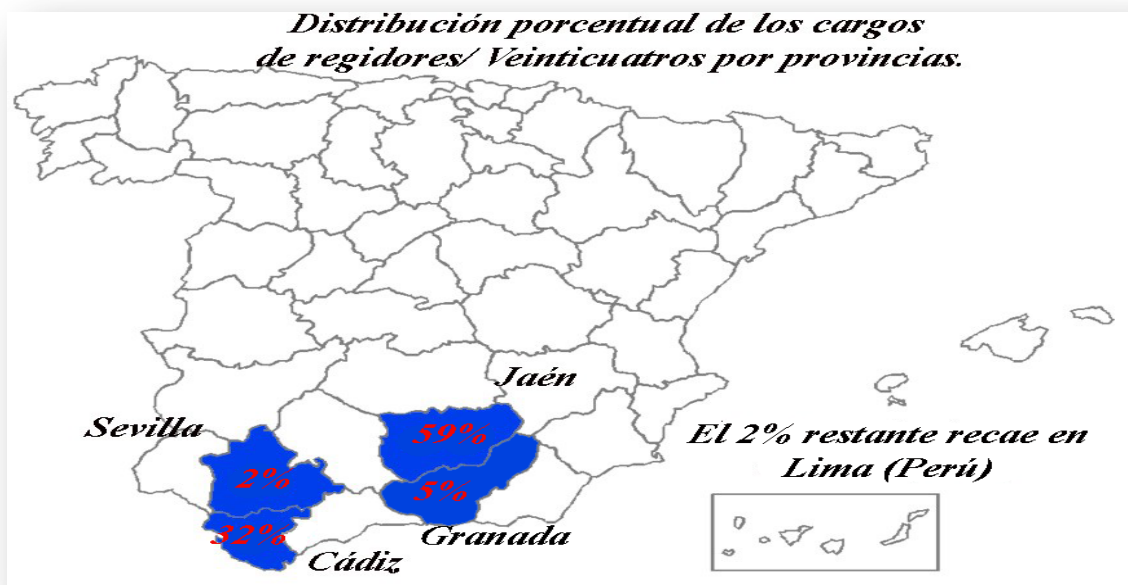 Distribución porcentual de los cargos
de regidores/ Veinticuatros por provincias.
Jaén
Sevilla
59%
El 2% restante recae en
Lima (Perú)
2%
5%
32%
Granada
Cádiz